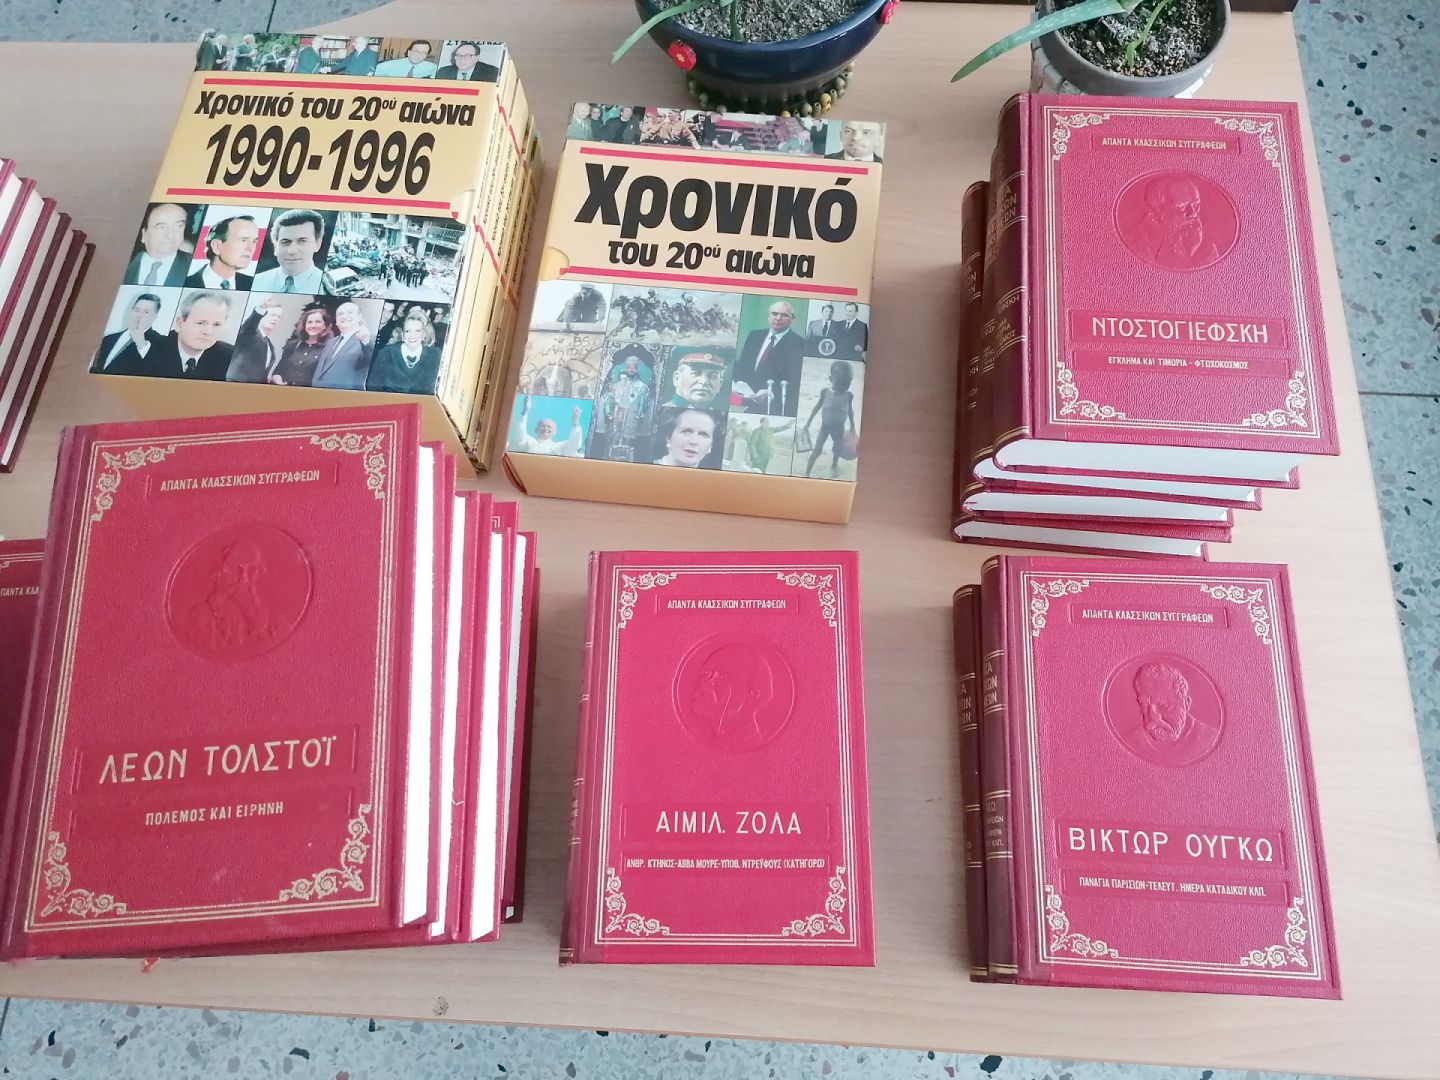 Χρονικό του 20ού αιώνα
1990-1996
Χρονικό
του 20ού αιώνα
ΑΠΑΝΤΑ ΚΛΑΣΣΙΚΩΝ ΣΥΓΓΡΑΦΕΩΝ
ΝΤΟΣΤΟΓΙΕΦΣΚΗ
ΕΓΚΛΗΜΑ ΚΑΙ ΤΙΜΩΡΙΑ - ΦΤΩΧΟΚΟΣΜΟΣ
ΑΠΑΝΤΑ ΚΛΑΣΣΙΚΩΝ ΣΥΓΓΡΑΦΕΩΝ
ΛΕΩΝ ΤΟΛΣΤΟΪ
ΠΟΛΕΜΟΣ ΚΑΙ ΕΙΡΗΝΗ
ΑΠΑΝΤΑ ΚΛΑΣΣΙΚΩΝ ΣΥΓΓΡΑΦΕΩΝ
ΑΙΜΙΛ. ΖΟΛΑ
ΑΝΘΡ. ΚΤΗΝΟΣ-ΑΒΒΑ ΜΟΥΡΕ-ΥΠΟΘ. ΝΤΡΕΫΦΟΥΣ (ΚΑΤΗΓΟΡΩ)
ΑΠΑΝΤΑ ΚΛΑΣΣΙΚΩΝ ΣΥΓΓΡΑΦΕΩΝ
ΒΙΚΤΩΡ ΟΥΓΚΩ
ΠΑΝΑΓΙΑ ΠΑΡΙΣΙΩΝ-ΤΕΛΕΥΤ. ΗΜΕΡΑ ΚΑΤΑΔΙΚΟΥ ΚΛΠ.